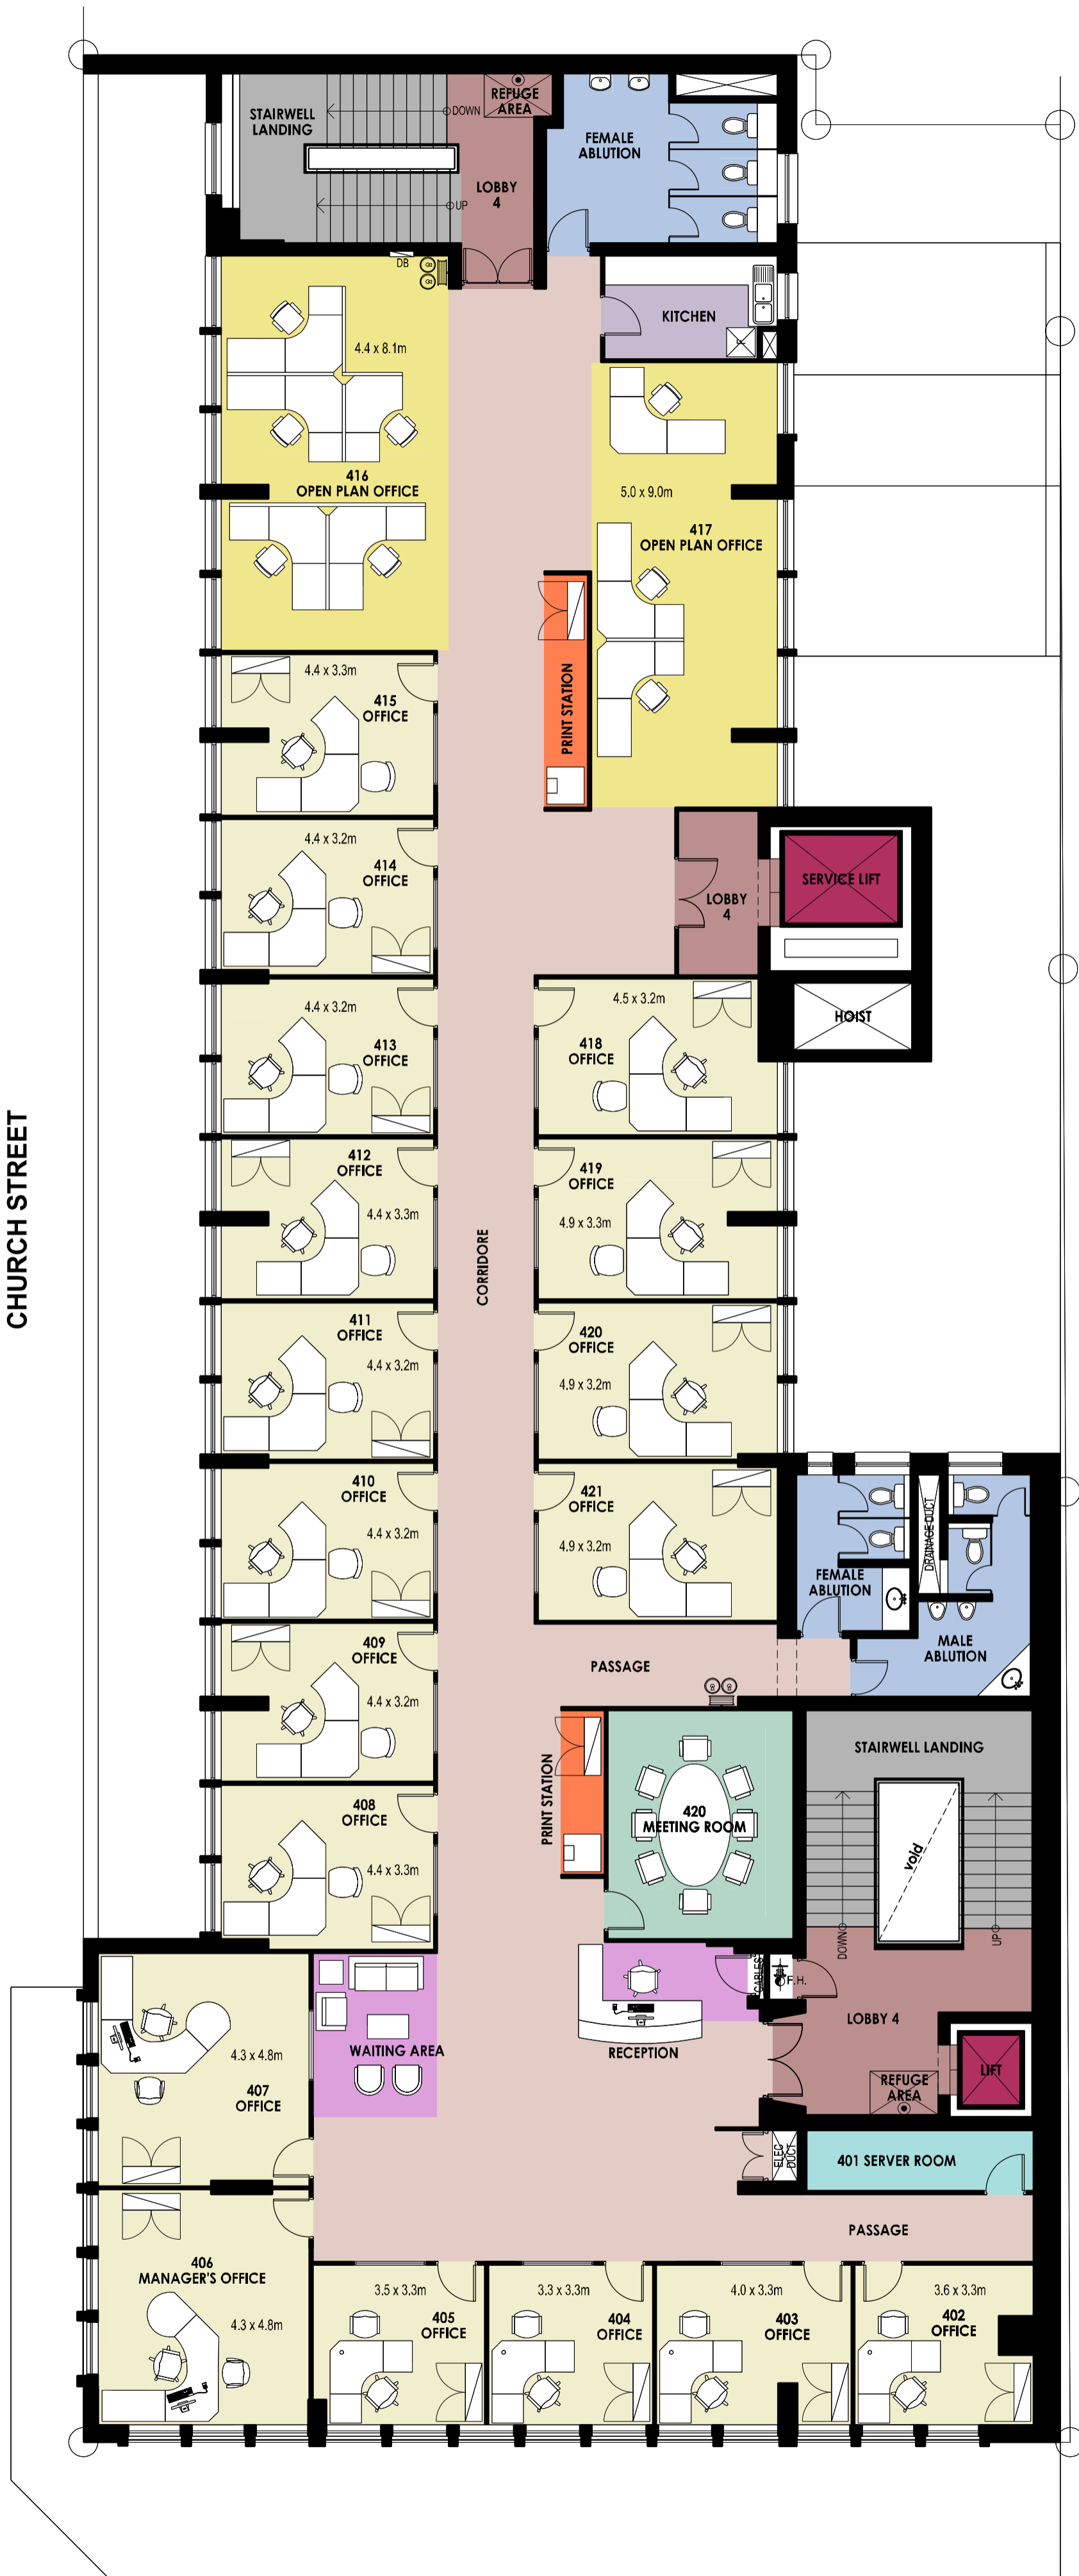 STAIRWELL
LANDING
DOWN
UP
REFUGE
AREA
LOBBY
4
FEMALE
ABLUTION
DB
KITCHEN
4.4 x 8.1m
416
OPEN PLAN OFFICE
5.0 x 9.0m
417
OPEN PLAN OFFICE
PRINT STATION
4.4 x 3.3m
415
OFFICE
4.4 x 3.2m
414
OFFICE
LOBBY
4
SERVICE LIFT
HOIST
4.4 x 3.2m
413
OFFICE
4.5 x 3.2m
418
OFFICE
CHURCH STREET
412
OFFICE
4.4 x 3.3m
CORRIDORE
419
OFFICE
4.9 x 3.3m
411
OFFICE
4.4 x 3.2m
420
OFFICE
4.9 x 3.2m
410
OFFICE
4.4 x 3.2m
421
OFFICE
4.9 x 3.2m
DRAINAGE DUCT
FEMALE
ABLUTION
MALE
ABLUTION
409
OFFICE
4.4 x 3.2m
PASSAGE
408
OFFICE
4.4 x 3.3m
PRINT STATION
420
MEETING ROOM
STAIRWELL LANDING
void
DOWN
UP
CABLES
F.H.
LOBBY 4
4.3 x 4.8m
407
OFFICE
WAITING AREA
RECEPTION
REFUGE
AREA
LIFT
ELEC
DUCT
401 SERVER ROOM
PASSAGE
406
MANAGER'S OFFICE
4.3 x 4.8m
3.5 x 3.3m
405
OFFICE
3.3 x 3.3m
404
OFFICE
4.0 x 3.3m
403
OFFICE
3.6 x 3.3m
402
OFFICE